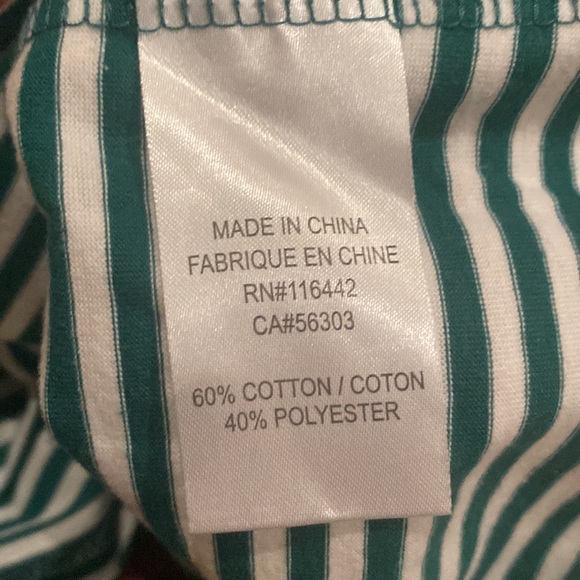 MADE IN CHINA
FABRIQUE EN CHINE
RN#116442
CA#56303
60% COTTON / COTON
40% POLYESTER